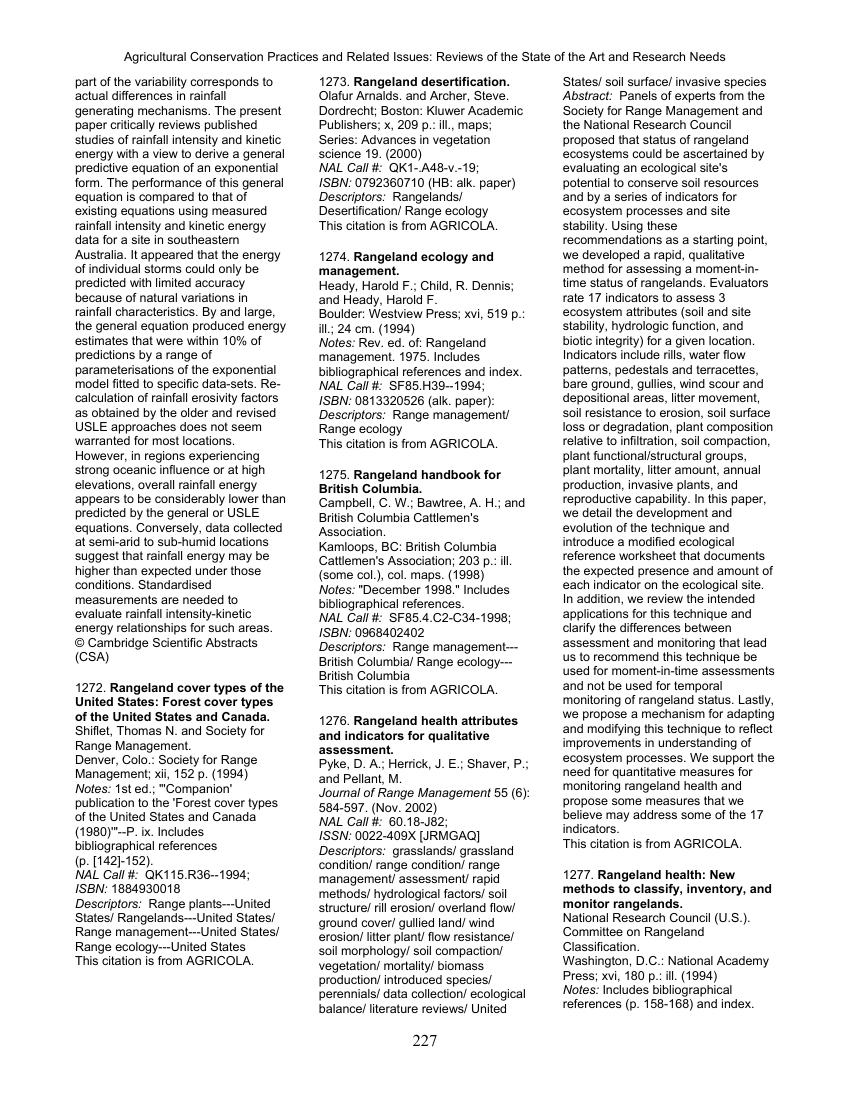 Agricultural Conservation Practices and Related Issues: Reviews of the State of the Art and Research Needs
part of the variability corresponds to
actual differences in rainfall
generating mechanisms. The present
paper critically reviews published
studies of rainfall intensity and kinetic
energy with a view to derive a general
predictive equation of an exponential
form. The performance of this general
equation is compared to that of
existing equations using measured
rainfall intensity and kinetic energy
data for a site in southeastern
Australia. It appeared that the energy
of individual storms could only be
predicted with limited accuracy
because of natural variations in
rainfall characteristics. By and large,
the general equation produced energy
estimates that were within 10% of
predictions by a range of
parameterisations of the exponential
model fitted to specific data-sets. Re-
calculation of rainfall erosivity factors
as obtained by the older and revised
USLE approaches does not seem
warranted for most locations.
However, in regions experiencing
strong oceanic influence or at high
elevations, overall rainfall energy
appears to be considerably lower than
predicted by the general or USLE
equations. Conversely, data collected
at semi-arid to sub-humid locations
suggest that rainfall energy may be
higher than expected under those
conditions. Standardised
measurements are needed to
evaluate rainfall intensity-kinetic
energy relationships for such areas.
© Cambridge Scientific Abstracts
(CSA)
1272. Rangeland cover types of the
United States: Forest cover types
of the United States and Canada.
Shiflet, Thomas N. and Society for
Range Management.
Denver, Colo.: Society for Range
Management; xii, 152 p. (1994)
Notes: 1st ed.; "'Companion'
publication to the 'Forest cover types
of the United States and Canada
(1980)'"--P. ix. Includes
bibliographical references
(p. [142]-152).
NAL Call #: QK115.R36--1994;
ISBN: 1884930018
Descriptors: Range plants---United
States/ Rangelands---United States/
Range management---United States/
Range ecology---United States
This citation is from AGRICOLA.
1273. Rangeland desertification.
Olafur Arnalds. and Archer, Steve.
Dordrecht; Boston: Kluwer Academic
Publishers; x, 209 p.: ill., maps;
Series: Advances in vegetation
science 19. (2000)
NAL Call #: QK1-.A48-v.-19;
ISBN: 0792360710 (HB: alk. paper)
Descriptors: Rangelands/
Desertification/ Range ecology
This citation is from AGRICOLA.
1274. Rangeland ecology and
management.
Heady, Harold F.; Child, R. Dennis;
and Heady, Harold F.
Boulder: Westview Press; xvi, 519 p.:
ill.; 24 cm. (1994)
Notes: Rev. ed. of: Rangeland
management. 1975. Includes
bibliographical references and index.
NAL Call #: SF85.H39--1994;
ISBN: 0813320526 (alk. paper):
Descriptors: Range management/
Range ecology
This citation is from AGRICOLA.
1275. Rangeland handbook for
British Columbia.
Campbell, C. W.; Bawtree, A. H.; and
British Columbia Cattlemen's
Association.
Kamloops, BC: British Columbia
Cattlemen's Association; 203 p.: ill.
(some col.), col. maps. (1998)
Notes: "December 1998." Includes
bibliographical references.
NAL Call #: SF85.4.C2-C34-1998;
ISBN: 0968402402
Descriptors: Range management---
British Columbia/ Range ecology---
British Columbia
This citation is from AGRICOLA.
1276. Rangeland health attributes
and indicators for qualitative
assessment.
Pyke, D. A.; Herrick, J. E.; Shaver, P.;
and Pellant, M.
Journal of Range Management 55 (6):
584-597. (Nov. 2002)
NAL Call #: 60.18-J82;
ISSN: 0022-409X [JRMGAQ]
Descriptors: grasslands/ grassland
condition/ range condition/ range
management/ assessment/ rapid
methods/ hydrological factors/ soil
structure/ rill erosion/ overland flow/
ground cover/ gullied land/ wind
erosion/ litter plant/ flow resistance/
soil morphology/ soil compaction/
vegetation/ mortality/ biomass
production/ introduced species/
perennials/ data collection/ ecological
balance/ literature reviews/ United
States/ soil surface/ invasive species
Abstract: Panels of experts from the
Society for Range Management and
the National Research Council
proposed that status of rangeland
ecosystems could be ascertained by
evaluating an ecological site's
potential to conserve soil resources
and by a series of indicators for
ecosystem processes and site
stability. Using these
recommendations as a starting point,
we developed a rapid, qualitative
method for assessing a moment-in-
time status of rangelands. Evaluators
rate 17 indicators to assess 3
ecosystem attributes (soil and site
stability, hydrologic function, and
biotic integrity) for a given location.
Indicators include rills, water flow
patterns, pedestals and terracettes,
bare ground, gullies, wind scour and
depositional areas, litter movement,
soil resistance to erosion, soil surface
loss or degradation, plant composition
relative to infiltration, soil compaction,
plant functional/structural groups,
plant mortality, litter amount, annual
production, invasive plants, and
reproductive capability. In this paper,
we detail the development and
evolution of the technique and
introduce a modified ecological
reference worksheet that documents
the expected presence and amount of
each indicator on the ecological site.
In addition, we review the intended
applications for this technique and
clarify the differences between
assessment and monitoring that lead
us to recommend this technique be
used for moment-in-time assessments
and not be used for temporal
monitoring of rangeland status. Lastly,
we propose a mechanism for adapting
and modifying this technique to reflect
improvements in understanding of
ecosystem processes. We support the
need for quantitative measures for
monitoring rangeland health and
propose some measures that we
believe may address some of the 17
indicators.
This citation is from AGRICOLA.
1277. Rangeland health: New
methods to classify, inventory, and
monitor rangelands.
National Research Council (U.S.).
Committee on Rangeland
Classification.
Washington, D.C.: National Academy
Press; xvi, 180 p.: ill. (1994)
Notes: Includes bibliographical
references (p. 158-168) and index.
227